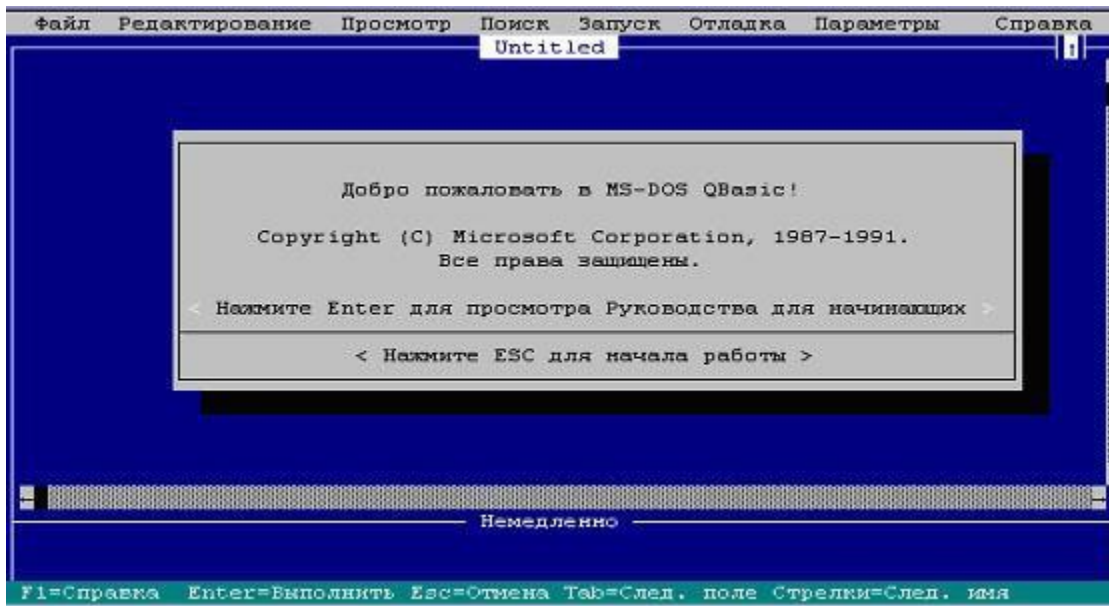 Файл Редактирование Просмотр Поиск Запуск Отладка Параметры Справка
Untitled
Добро пожаловать в MS-DOS QBasic!
Copyright (C) Microsoft Corporation, 1987-1991.
Все права защищены.
< Нажмите Enter для просмотра Руководства для начинающих >
< Нажмите ESC для начала работы >
Немедленно
F1=Справка Enter=Выполнить Esc=Отмена Tab=След. поле Стрелки=След. имя